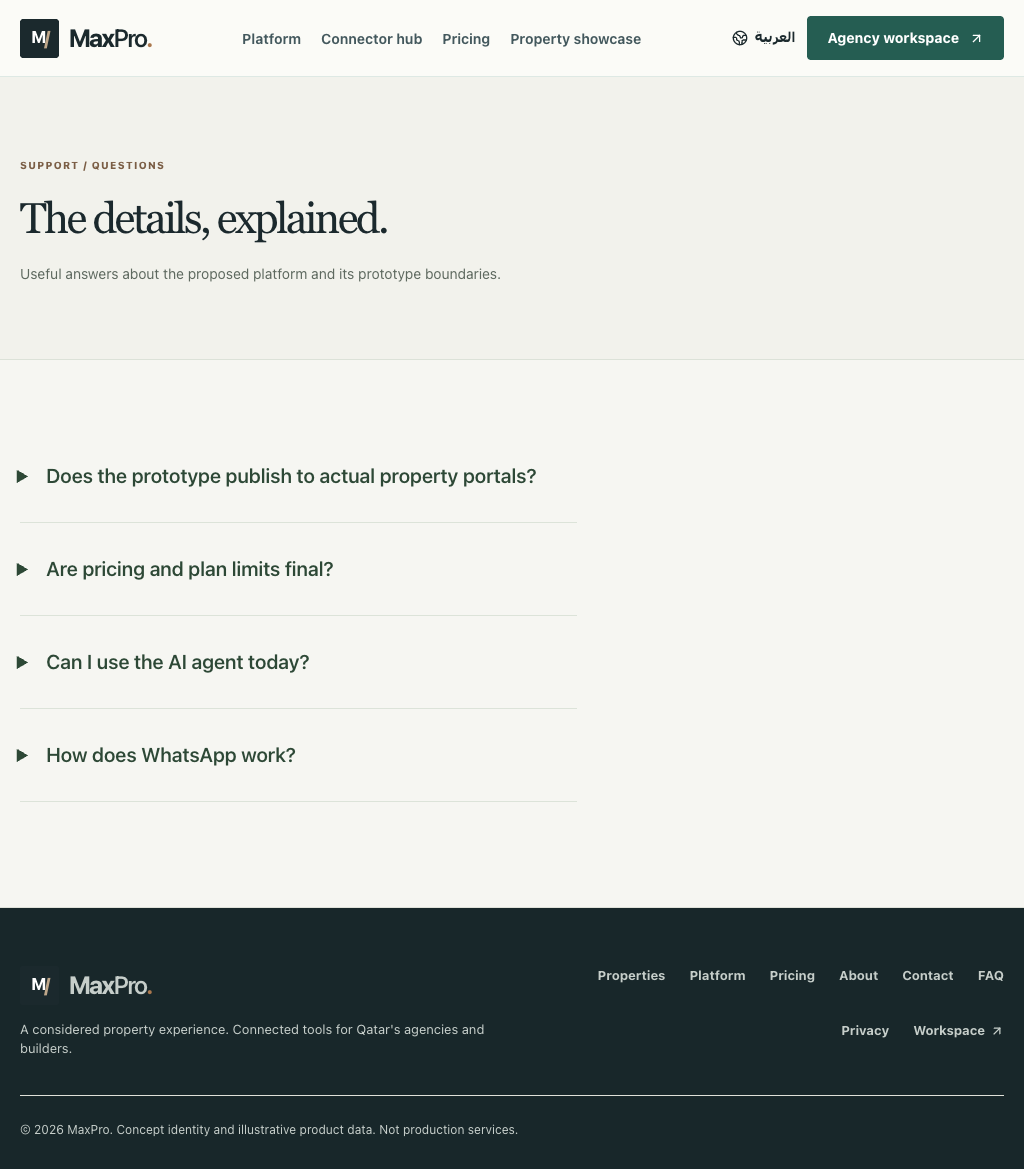 M/ MaxPro.
Platform Connector hub Pricing Property showcase
العربية
Agency workspace
SUPPORT / QUESTIONS
The details, explained.
Useful answers about the proposed platform and its prototype boundaries.
Does the prototype publish to actual property portals?
Are pricing and plan limits final?
Can I use the AI agent today?
How does WhatsApp work?
M/ MaxPro.
A considered property experience. Connected tools for Qatar's agencies and
builders.
Properties Platform Pricing About Contact FAQ
Privacy Workspace
© 2026 MaxPro. Concept identity and illustrative product data. Not production services.